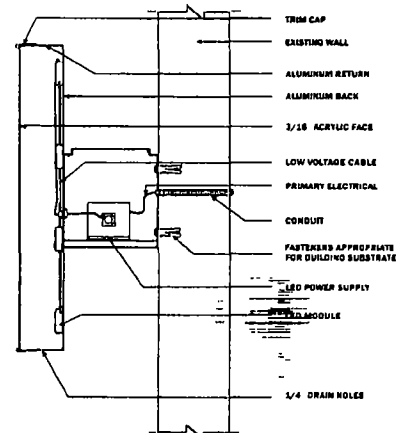 TRIM CAP
EXISTING WALL
ALUMINUM RETURN
ALUMINUM BACK
3/16 ACRYLIC FACE
LOW VOLTAGE CABLE
PRIMARY ELECTRICAL
CONDUIT
FASTENERS APPROPRIATE
FOR BUILDING SUBSTRATE
LED POWER SUPPLY
LED MODULE
1/4 DRAIN HOLES